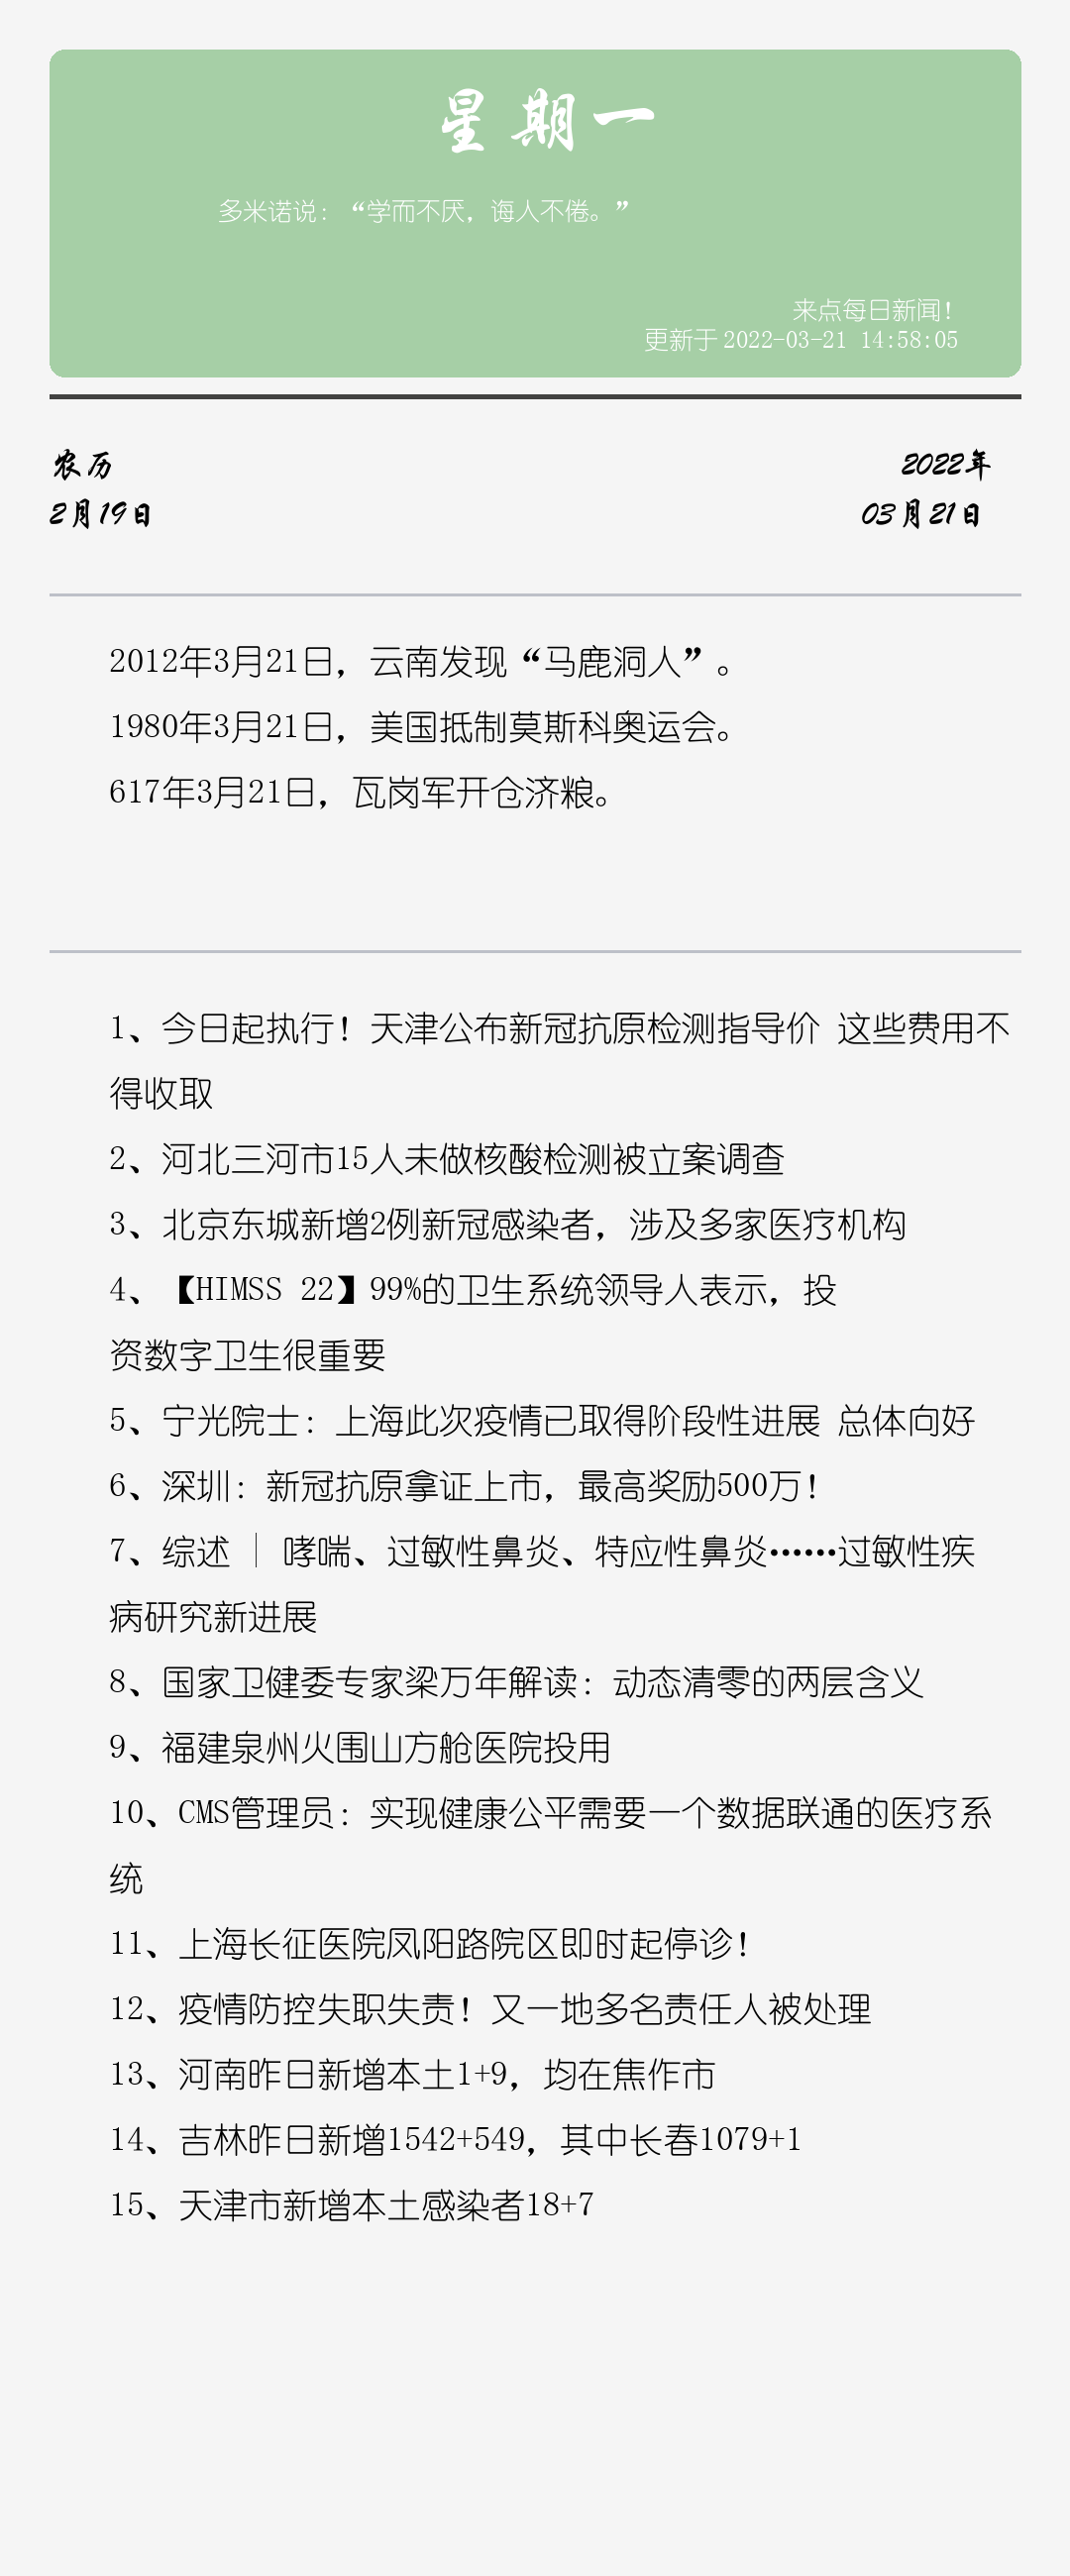 星期一
多米诺说：“学而不厌，诲人不倦。”
来点每日新闻！
更新于2022-03-21 14:58:05
农历
2月19日
2022年
03月21日
2012年3月21日，云南发现“马鹿洞人”。
1980年3月21日，美国抵制莫斯科奥运会。
617年3月21日，瓦岗军开仓济粮。
1、今日起执行！天津公布新冠抗原检测指导价 这些费用不
得收取
2、河北三河市15人未做核酸检测被立案调查
3、北京东城新增2例新冠感染者，涉及多家医疗机构
4、【HIMSS 22】99%的卫生系统领导人表示，投
资数字卫生很重要
5、宁光院士：上海此次疫情已取得阶段性进展 总体向好
6、深圳：新冠抗原拿证上市，最高奖励500万！
7、综述 | 哮喘、过敏性鼻炎、特应性鼻炎……过敏性疾
病研究新进展
8、国家卫健委专家梁万年解读：动态清零的两层含义
9、福建泉州火围山方舱医院投用
10、CMS管理员：实现健康公平需要一个数据联通的医疗系
统
11、上海长征医院凤阳路院区即时起停诊！
12、疫情防控失职失责！又一地多名责任人被处理
13、河南昨日新增本土1+9，均在焦作市
14、吉林昨日新增1542+549，其中长春1079+1
15、天津市新增本土感染者18+7